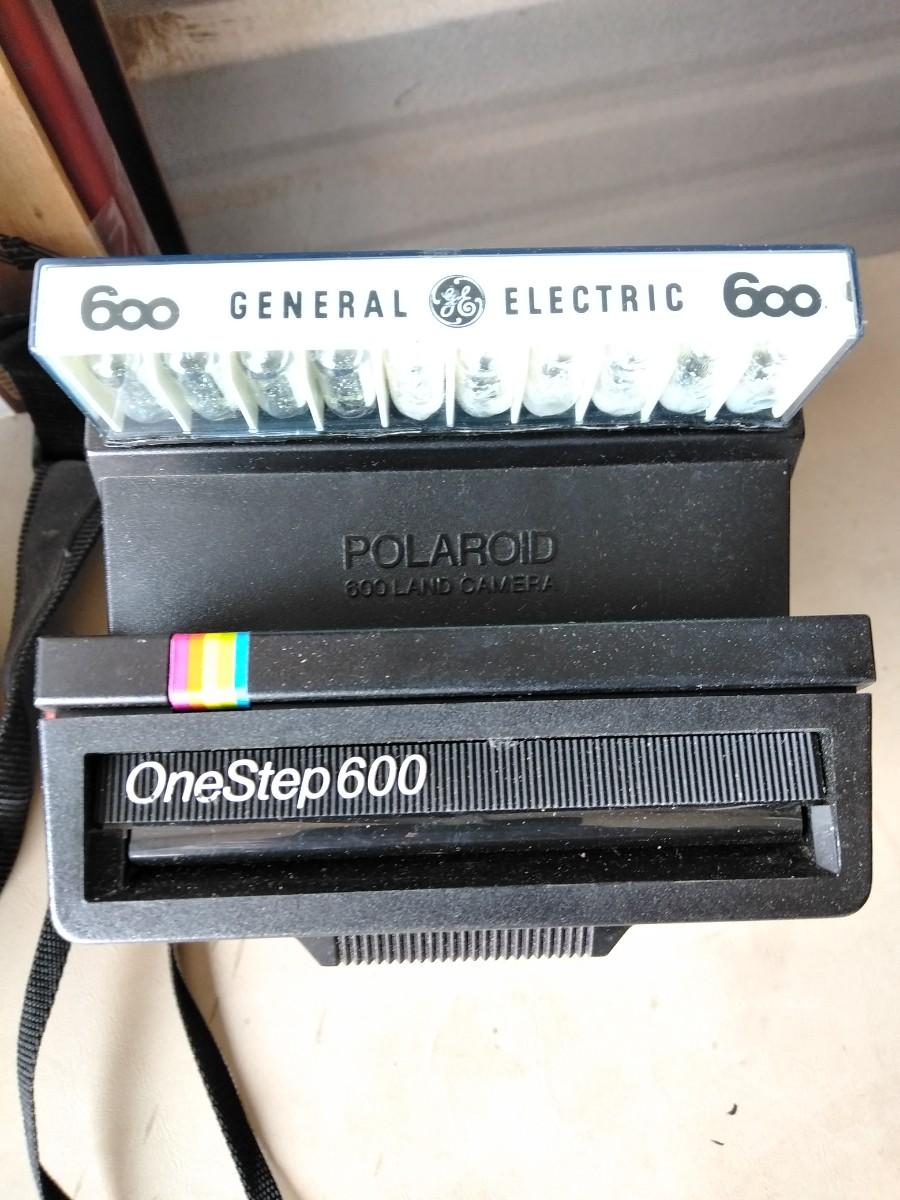 600 GENERAL GE ELECTRIC 600
POLAROID
600 LAND CAMERA
OneStep 600